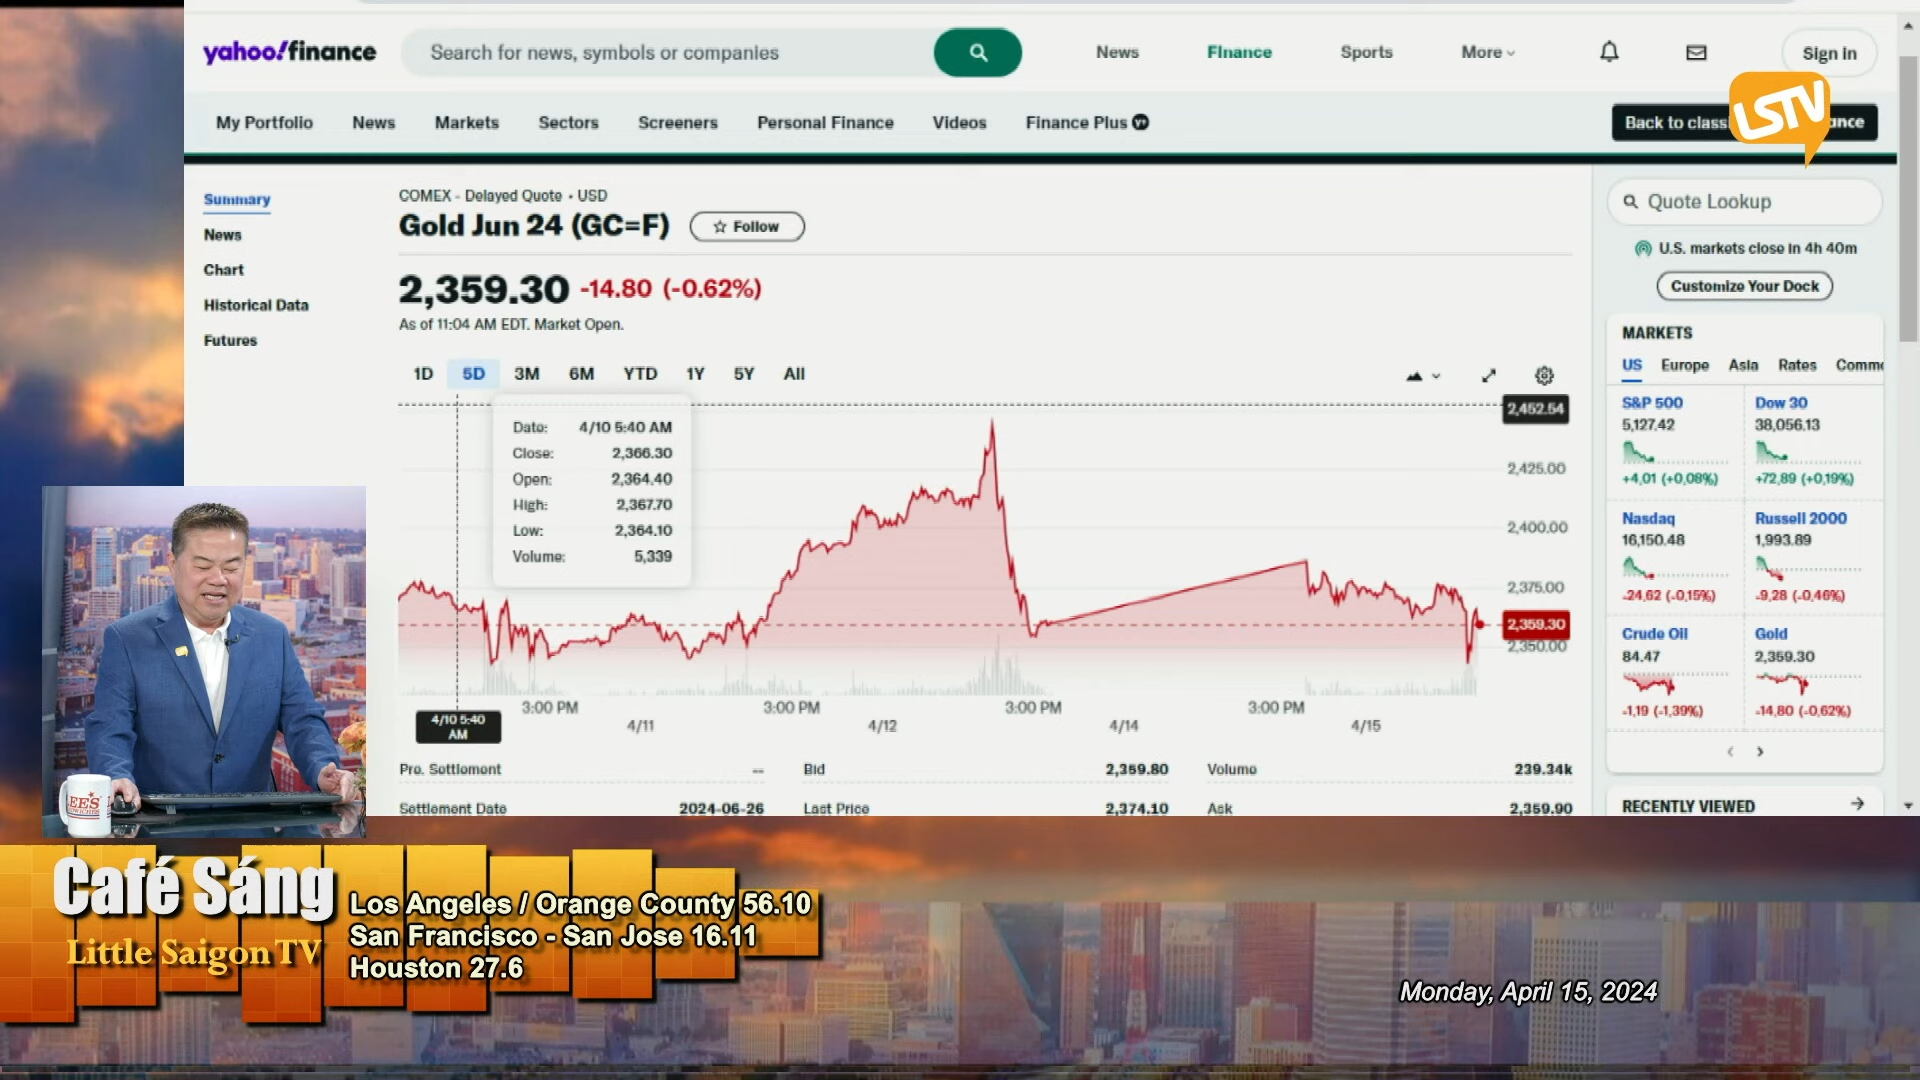 yahoo!finance
Search for news, symbols or companies
News
Finance
Sports
More
Sign in
My Portfolio
News
Markets
Sectors
Screeners
Personal Finance
Videos
Finance Plus
Y+
Back to classi
ance
LSTV
Summary
News
Chart
Historical Data
Futures
COMEX - Delayed Quote • USD
Gold Jun 24 (GC=F)
Follow
2,359.30 -14.80 (-0.62%)
As of 11:04 AM EDT. Market Open.
1D 5D 3M 6M YTD 1Y 5Y All
Date: 4/10 5:40 AM
Close: 2,366.30
Open: 2,364.40
High: 2,367.70
Low: 2,364.10
Volume: 5,339
2,452.54
2,425.00
2,400.00
2,375.00
2,359.30
2,350.00
4/10 5:40
AM
3:00 PM 3:00 PM 3:00 PM 3:00 PM
4/11 4/12 4/14 4/15
Pre. Settlement --
Bid 2,359.80
Volume 239.34k
Settlement Date 2024-06-26
Last Price 2,374.10
Ask 2,359.90
Quote Lookup
U.S. markets close in 4h 40m
Customize Your Dock
MARKETS
US Europe Asia Rates Comm
S&P 500
5,127.42
+4.01 (+0.08%)
Dow 30
38,056.13
+72.89 (+0.19%)
Nasdaq
16,150.48
-24.62 (-0.15%)
Russell 2000
1,993.89
-9.28 (-0.46%)
Crude Oil
84.47
-1.19 (-1.39%)
Gold
2,359.30
-14.80 (-0.62%)
RECENTLY VIEWED
Café Sáng
Little Saigon TV
Los Angeles / Orange County 56.10
San Francisco - San Jose 16.11
Houston 27.6
Monday, April 15, 2024